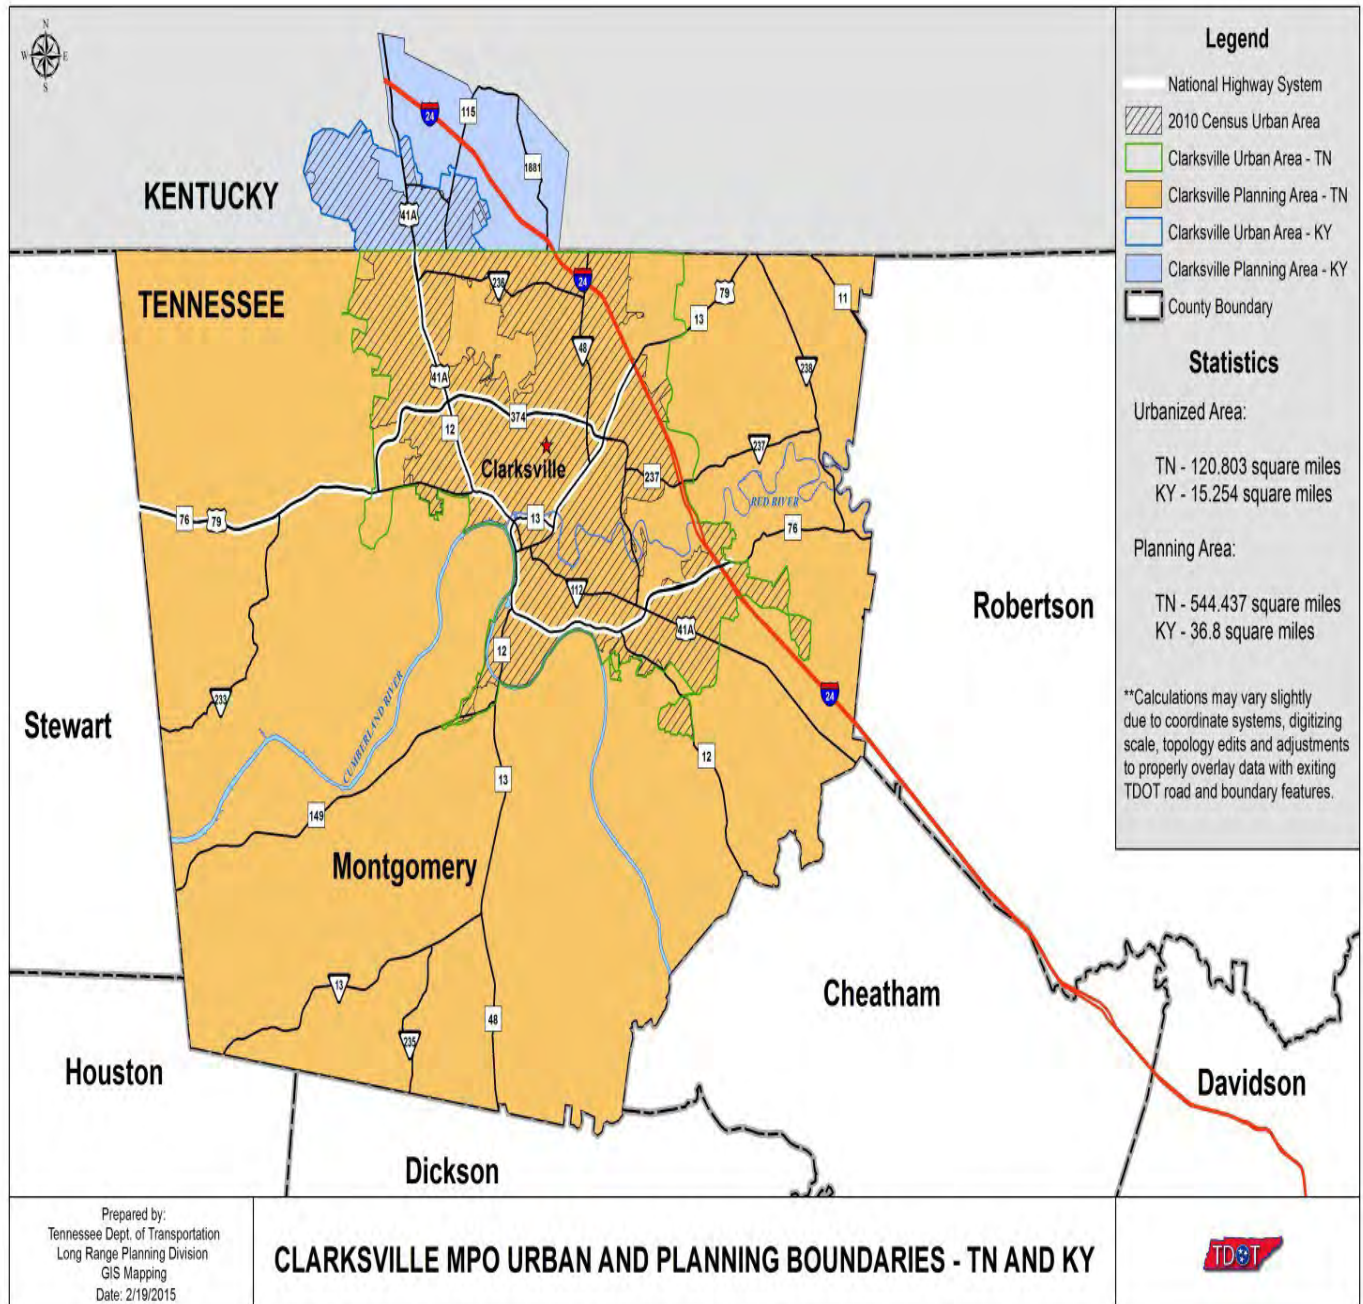 N
W E
S
KENTUCKY
24
115
1881
41A
TENNESSEE
236
24
79
13
11
48
238
41A
374
12
Clarksville
237
237
RED RIVER
76
79
13
76
112
41A
12
Robertson
233
24
Stewart
CUMBERLAND RIVER
12
13
149
Montgomery
13
Cheatham
48
235
Houston
Davidson
Dickson
Legend
National Highway System
2010 Census Urban Area
Clarksville Urban Area - TN
Clarksville Planning Area - TN
Clarksville Urban Area - KY
Clarksville Planning Area - KY
County Boundary
Statistics
Urbanized Area:
TN - 120.803 square miles
KY - 15.254 square miles
Planning Area:
TN - 544.437 square miles
KY - 36.8 square miles
**Calculations may vary slightly
due to coordinate systems, digitizing
scale, topology edits and adjustments
to properly overlay data with exiting
TDOT road and boundary features.
Prepared by:
Tennessee Dept. of Transportation
Long Range Planning Division
GIS Mapping
Date: 2/19/2015
CLARKSVILLE MPO URBAN AND PLANNING BOUNDARIES - TN AND KY
TDOT